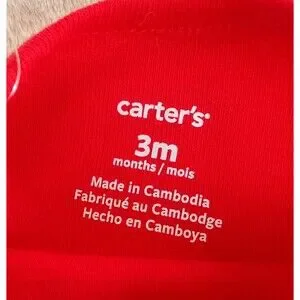 carter's
3m
months / mois
Made in Cambodia
Fabriqué au Cambodge
Hecho en Camboya